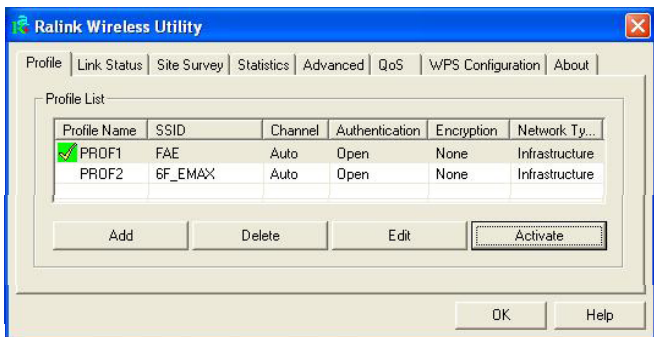 Ralink Wireless Utility
Profile Link Status Site Survey Statistics Advanced QoS WPS Configuration About
Profile List
Profile Name SSID Channel Authentication Encryption Network Ty...
PROF1 FAE Auto Open None Infrastructure
PROF2 6F_EMAX Auto Open None Infrastructure
Add Delete Edit Activate
OK Help